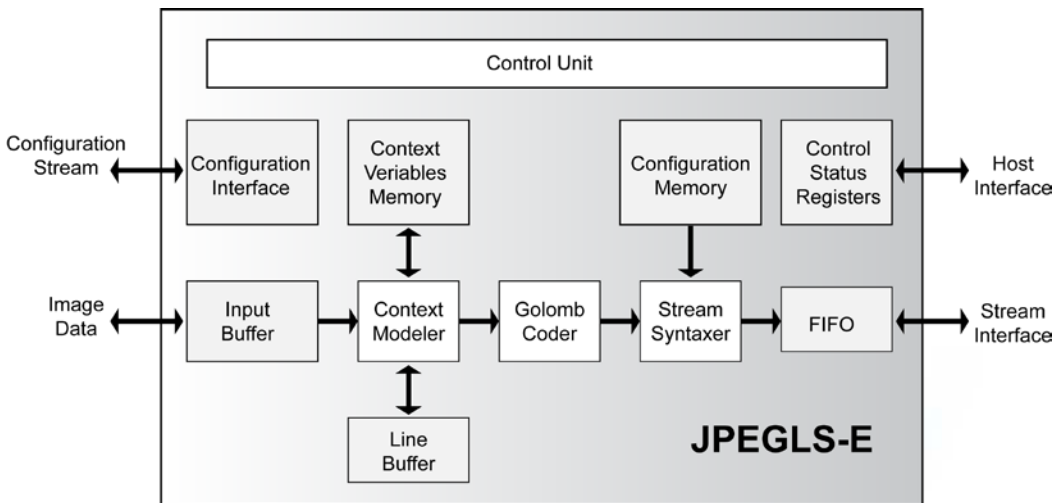 Control Unit
Configuration
Stream
Configuration
Interface
Context
Veriables
Memory
Configuration
Memory
Control
Status
Registers
Host
Interface
Image
Data
Input
Buffer
Context
Modeler
Golomb
Coder
Stream
Syntaxer
FIFO
Stream
Interface
Line
Buffer
JPEGLS-E